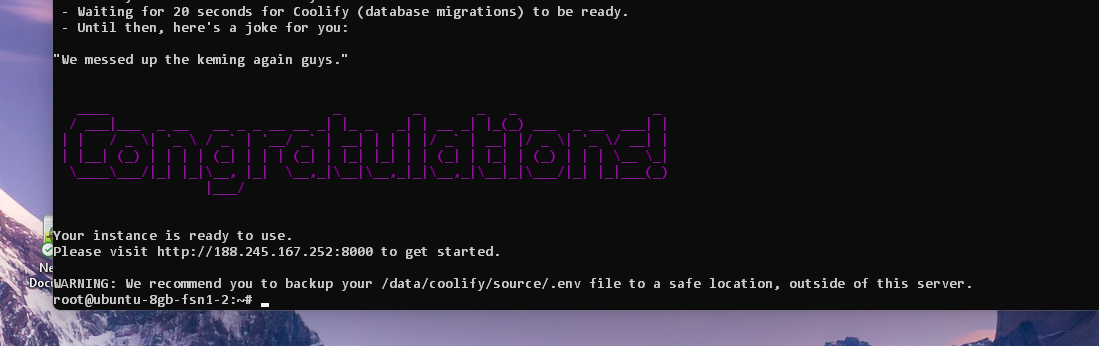 - Waiting for 20 seconds for Coolify (database migrations) to be ready.
- Until then, here's a joke for you:
"We messed up the keming again guys."
Congratulations!
Your instance is ready to use.
Please visit http://188.245.167.252:8000 to get started.
Ne
Doc
WARNING: We recommend you to backup your /data/coolify/source/.env file to a safe location, outside of this server.
root@ubuntu-8gb-fsn1-2:~#